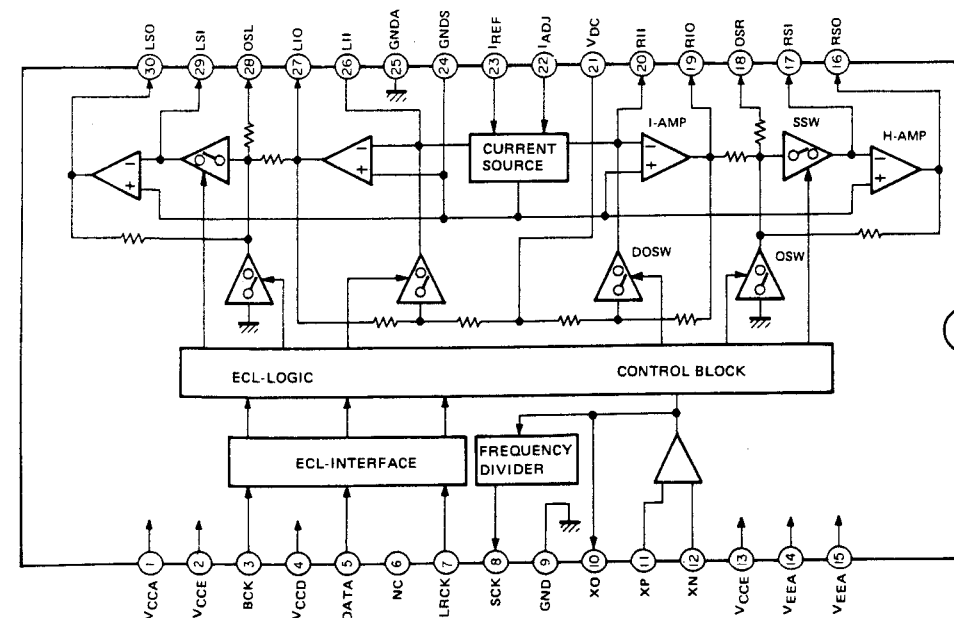 LSO LSI OSL LIO LII GNDA GNDS IREF IADJ VDC RII RIO OSR RSI RSO
30 29 28 27 26 25 24 23 22 21 20 19 18 17 16
I-AMP
SSW
H-AMP
CURRENT
SOURCE
- - - -
+ + + +
DOSW
OSW
ECL-LOGIC
CONTROL BLOCK
ECL-INTERFACE
FREQUENCY
DIVIDER
1 2 3 4 5 6 7 8 9 10 11 12 13 14 15
VCCA VCCE BCK VCCD DATA NC LRCK SCK GND XO XP XN VCCE VEEA VEEA